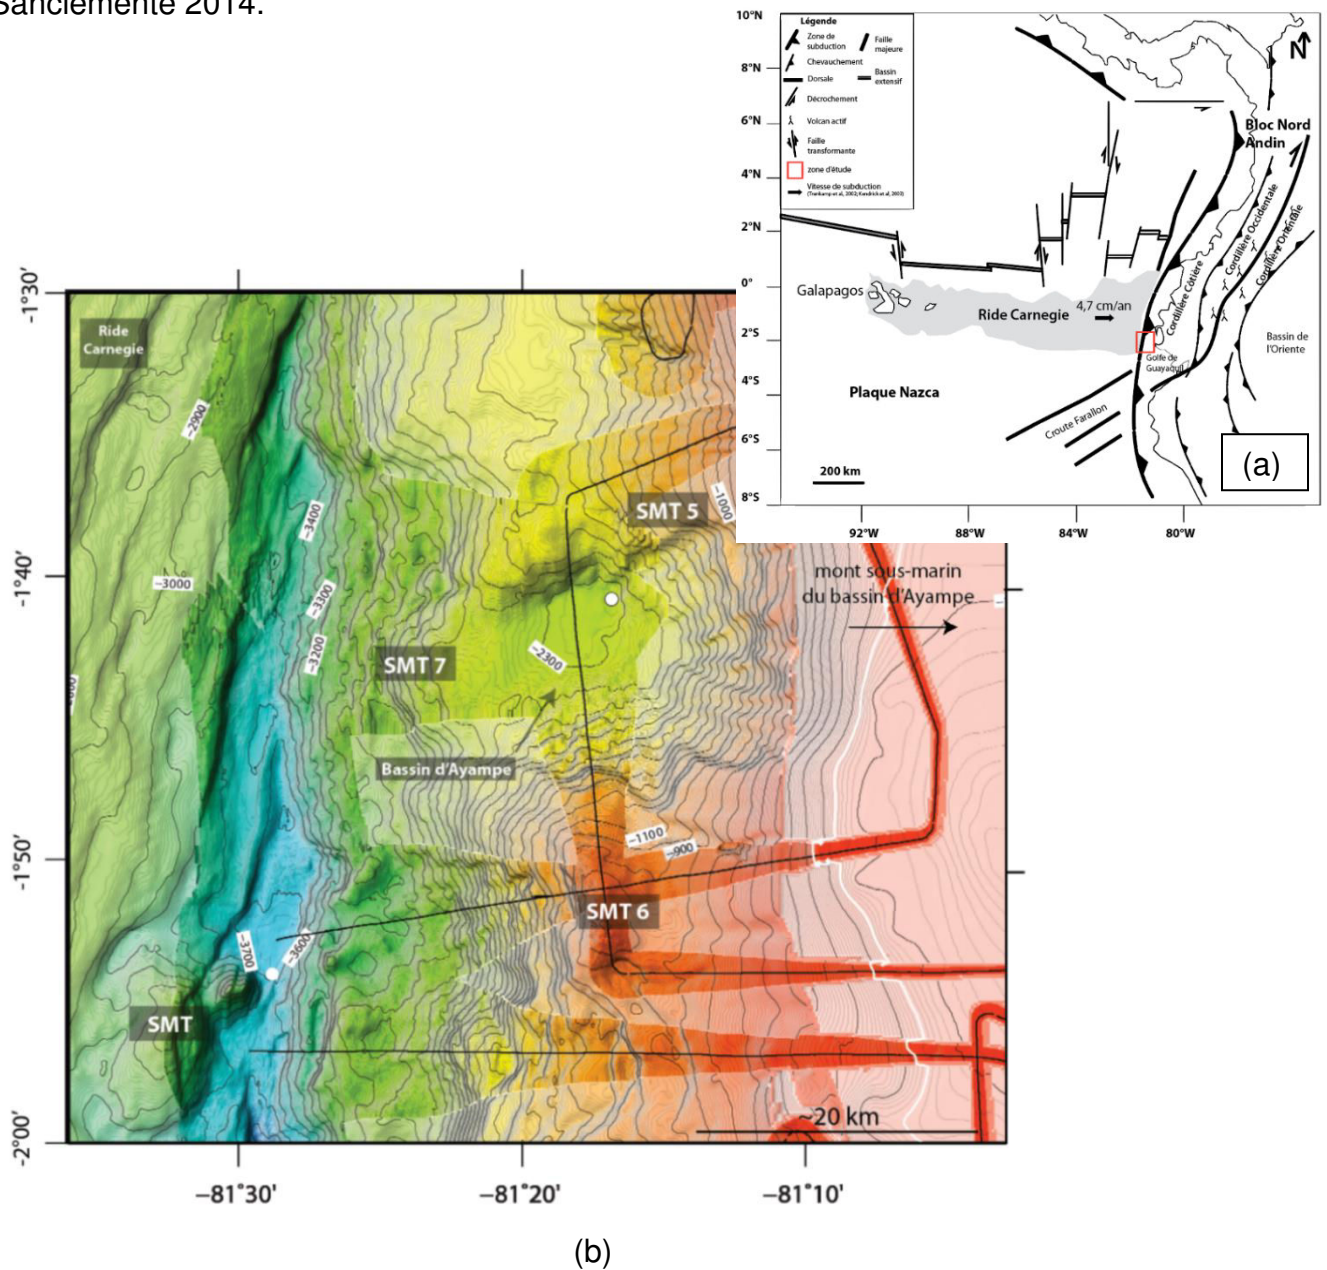 Sanclemente 2014.
10°N
8°N
6°N
4°N
2°N
0°
2°S
4°S
6°S
8°S
92°W
88°W
84°W
80°W
Légende
Zone de
subduction
Faille
majeure
Chevauchement
Dorsale
Bassin
extensif
Décrochement
Volcan actif
Faille
transformante
zone d'étude
Vitesse de subduction
N
Bloc Nord
Andin
Cordillère Occidentale
Cordillère Orientale
Cordillère Côtière
Galapagos
Ride Carnegie
4,7 cm/an
Golfe de
Guayaquil
Bassin de
l'Oriente
Plaque Nazca
Croute Farallon
200 km
(a)
-1°30'
-1°40'
-1°50'
-2°00'
Ride
Carnegie
-2900
-3000
-3400
-3300
-3200
SMT 5
-1000
mont sous-marin
du bassin d'Ayampe
SMT 7
-2300
Bassin d'Ayampe
-1100
-900
SMT 6
-3700
-3600
SMT
~20 km
-81°30'
-81°20'
-81°10'
(b)